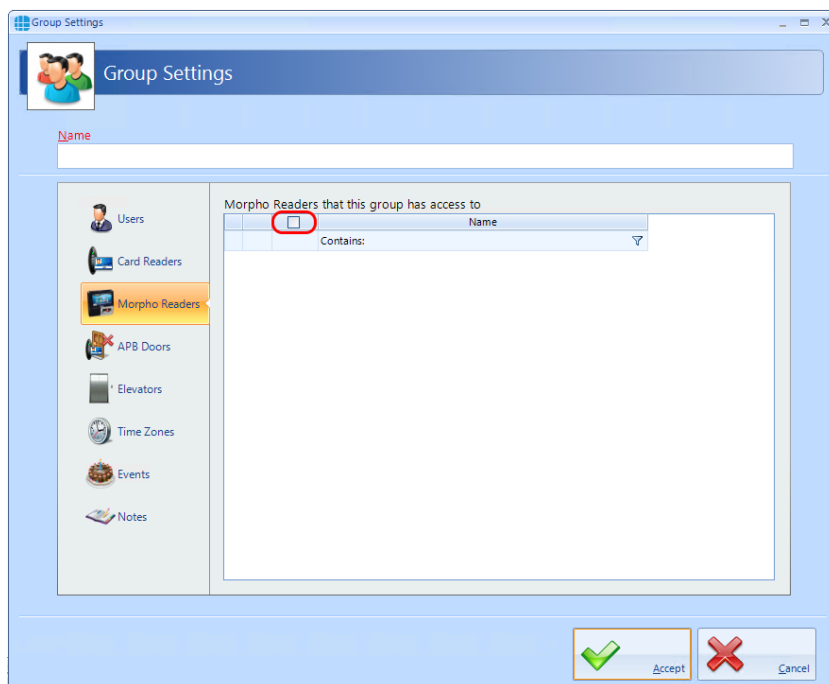 Group Settings
Group Settings
Name
Users
Card Readers
Morpho Readers
APB Doors
Elevators
Time Zones
Events
Notes
Morpho Readers that this group has access to
Name
Contains:
Accept
Cancel